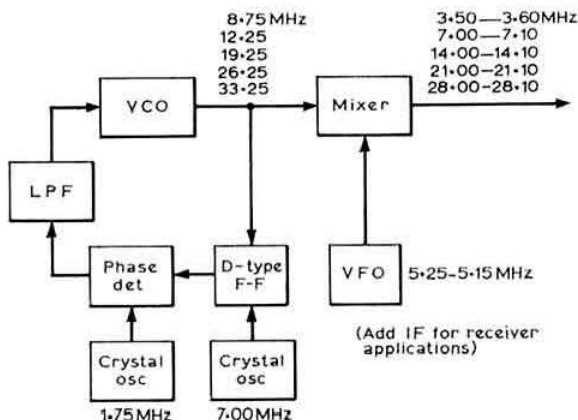 8·75 MHz
12·25
19·25
26·25
33·25
3·50—3·60MHz
7·00—7·10
14·00—14·10
21·00—21·10
28·00—28·10
VCO
Mixer
LPF
Phase
det
D-type
F-F
VFO
5·25-5·15MHz
(Add IF for receiver
applications)
Crystal
osc
Crystal
osc
1·75MHz
7·00MHz